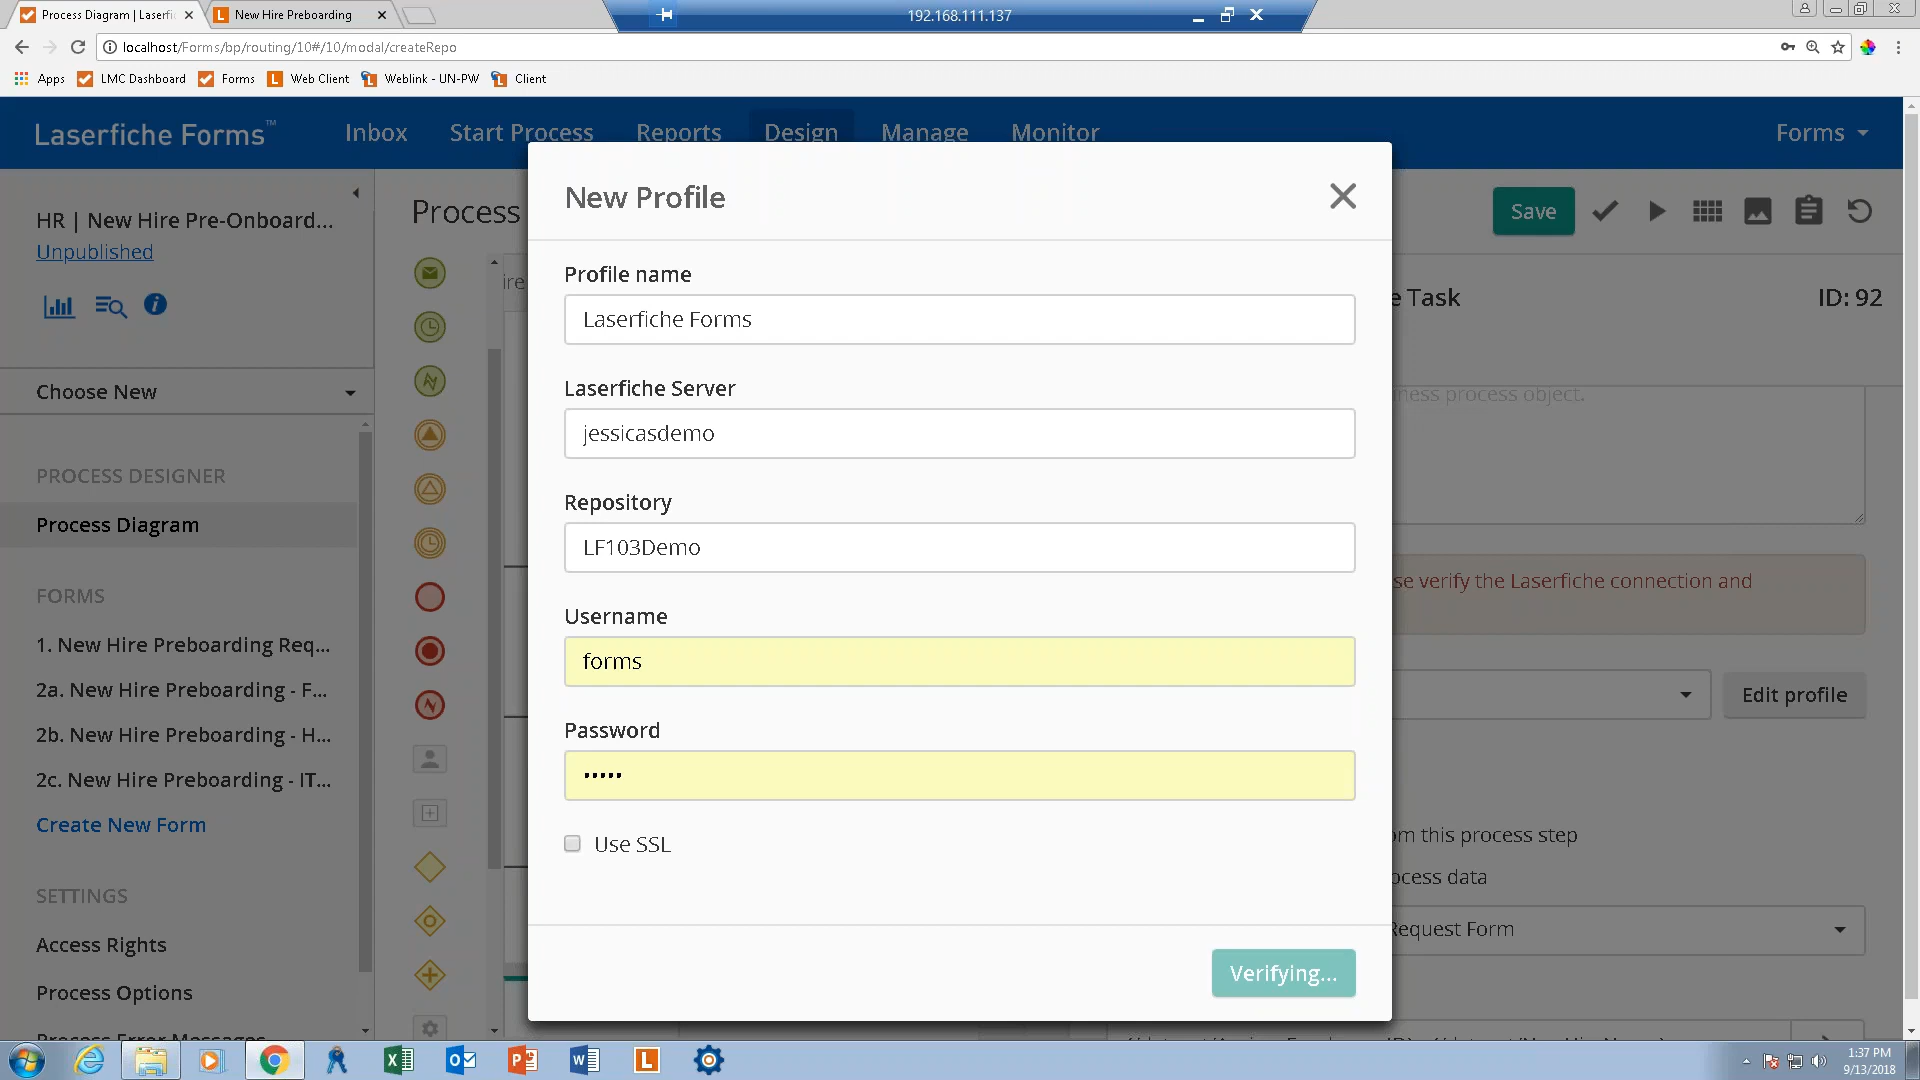 Process Diagram | Laserfic
New Hire Preboarding
192.168.111.137
localhost/Forms/bp/routing/10#/10/modal/createRepo
Apps
LMC Dashboard
Forms
Web Client
Weblink - UN-PW
Client
Laserfiche Forms™
Inbox
Start Process
Reports
Design
Manage
Monitor
Forms
HR | New Hire Pre-Onboard...
Unpublished
Choose New
PROCESS DESIGNER
Process Diagram
FORMS
1. New Hire Preboarding Req...
2a. New Hire Preboarding - F...
2b. New Hire Preboarding - H...
2c. New Hire Preboarding - IT...
Create New Form
SETTINGS
Access Rights
Process Options
Process Error Messages
Process
Save
ire
e Task
ID: 92
ness process object.
se verify the Laserfiche connection and
Edit profile
om this process step
ocess data
Request Form
New Profile
Profile name
Laserfiche Forms
Laserfiche Server
jessicasdemo
Repository
LF103Demo
Username
forms
Password
•••••
Use SSL
Verifying...
1:37 PM
9/13/2018